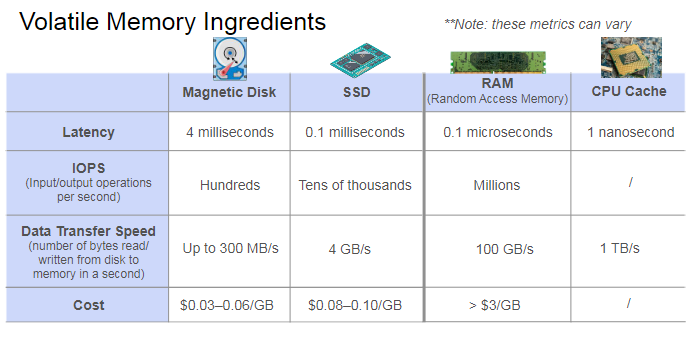 Volatile Memory Ingredients
**Note: these metrics can vary
Magnetic Disk
SSD
RAM
(Random Access Memory)
CPU Cache
Latency
4 milliseconds
0.1 milliseconds
0.1 microseconds
1 nanosecond
IOPS
(Input/output operations
per second)
Hundreds
Tens of thousands
Millions
/
Data Transfer Speed
(number of bytes read/
written from disk to
memory in a second)
Up to 300 MB/s
4 GB/s
100 GB/s
1 TB/s
Cost
$0.03–0.06/GB
$0.08–0.10/GB
> $3/GB
/